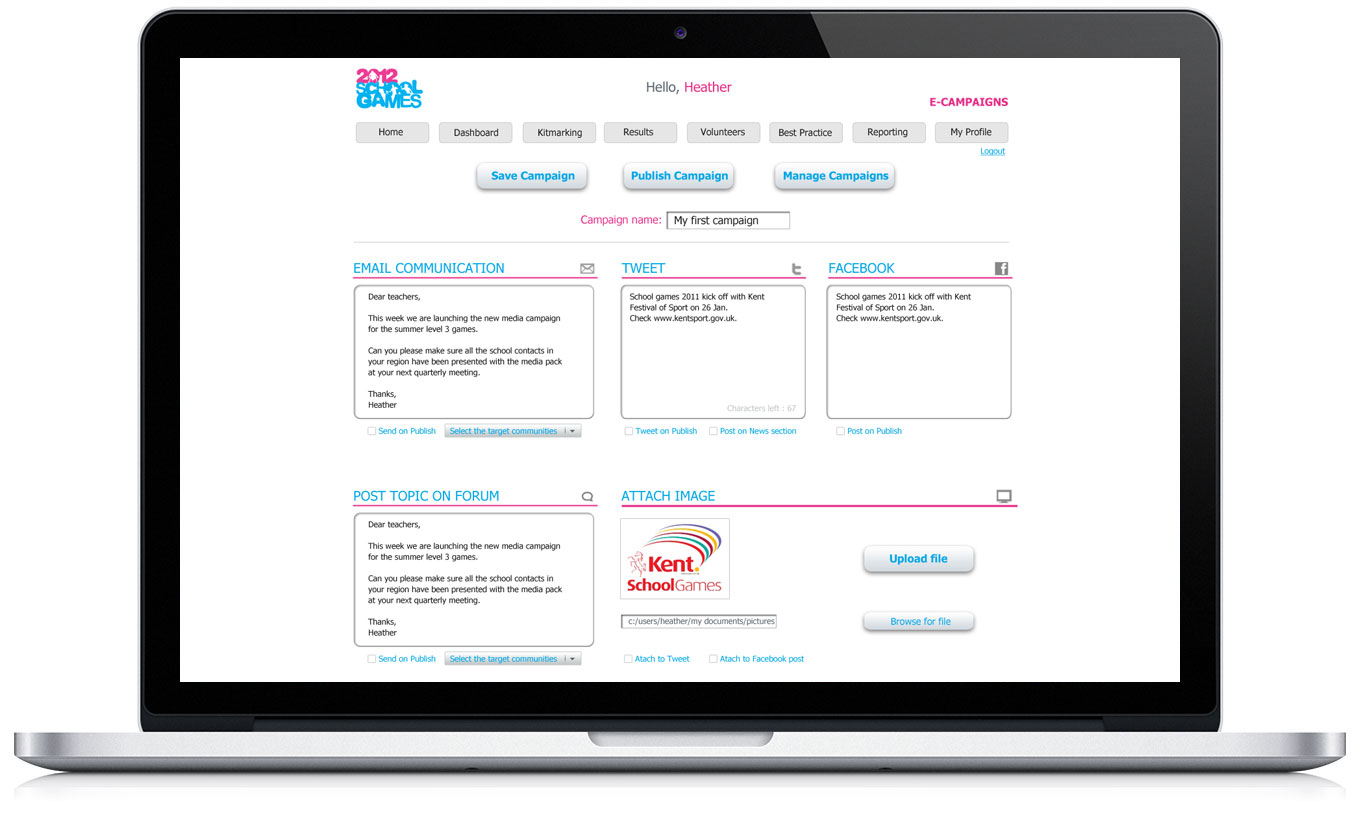 2012
SCHOOL
GAMES
Hello, Heather
E-CAMPAIGNS
Home
Dashboard
Kitmarking
Results
Volunteers
Best Practice
Reporting
My Profile
Logout
Save Campaign
Publish Campaign
Manage Campaigns
Campaign name: My first campaign
EMAIL COMMUNICATION
Dear teachers,
This week we are launching the new media campaign
for the summer level 3 games.
Can you please make sure all the school contacts in
your region have been presented with the media pack
at your next quarterly meeting.
Thanks,
Heather
Send on Publish
Select the target communities
TWEET
School games 2011 kick off with Kent
Festival of Sport on 26 Jan.
Check www.kentsport.gov.uk.
Characters left : 67
Tweet on Publish
Post on News section
FACEBOOK
School games 2011 kick off with Kent
Festival of Sport on 26 Jan.
Check www.kentsport.gov.uk.
Post on Publish
POST TOPIC ON FORUM
Dear teachers,
This week we are launching the new media campaign
for the summer level 3 games.
Can you please make sure all the school contacts in
your region have been presented with the media pack
at your next quarterly meeting.
Thanks,
Heather
Send on Publish
Select the target communities
ATTACH IMAGE
Kent
SchoolGames
Upload file
c:/users/heather/my documents/pictures
Browse for file
Atach to Tweet
Atach to Facebook post